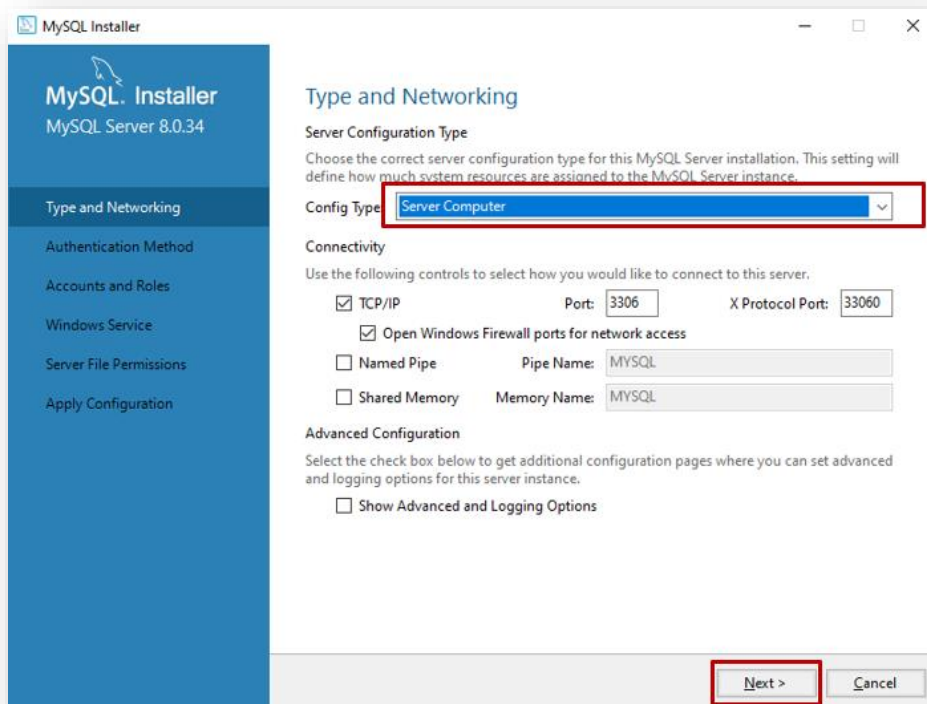 MySQL Installer
MySQL. Installer
MySQL Server 8.0.34
Type and Networking
Authentication Method
Accounts and Roles
Windows Service
Server File Permissions
Apply Configuration
Type and Networking
Server Configuration Type
Choose the correct server configuration type for this MySQL Server installation. This setting will
define how much system resources are assigned to the MySQL Server instance.
Config Type: Server Computer
Connectivity
Use the following controls to select how you would like to connect to this server.
TCP/IP Port: 3306 X Protocol Port: 33060
Open Windows Firewall ports for network access
Named Pipe Pipe Name: MYSQL
Shared Memory Memory Name: MYSQL
Advanced Configuration
Select the check box below to get additional configuration pages where you can set advanced
and logging options for this server instance.
Show Advanced and Logging Options
Next > Cancel